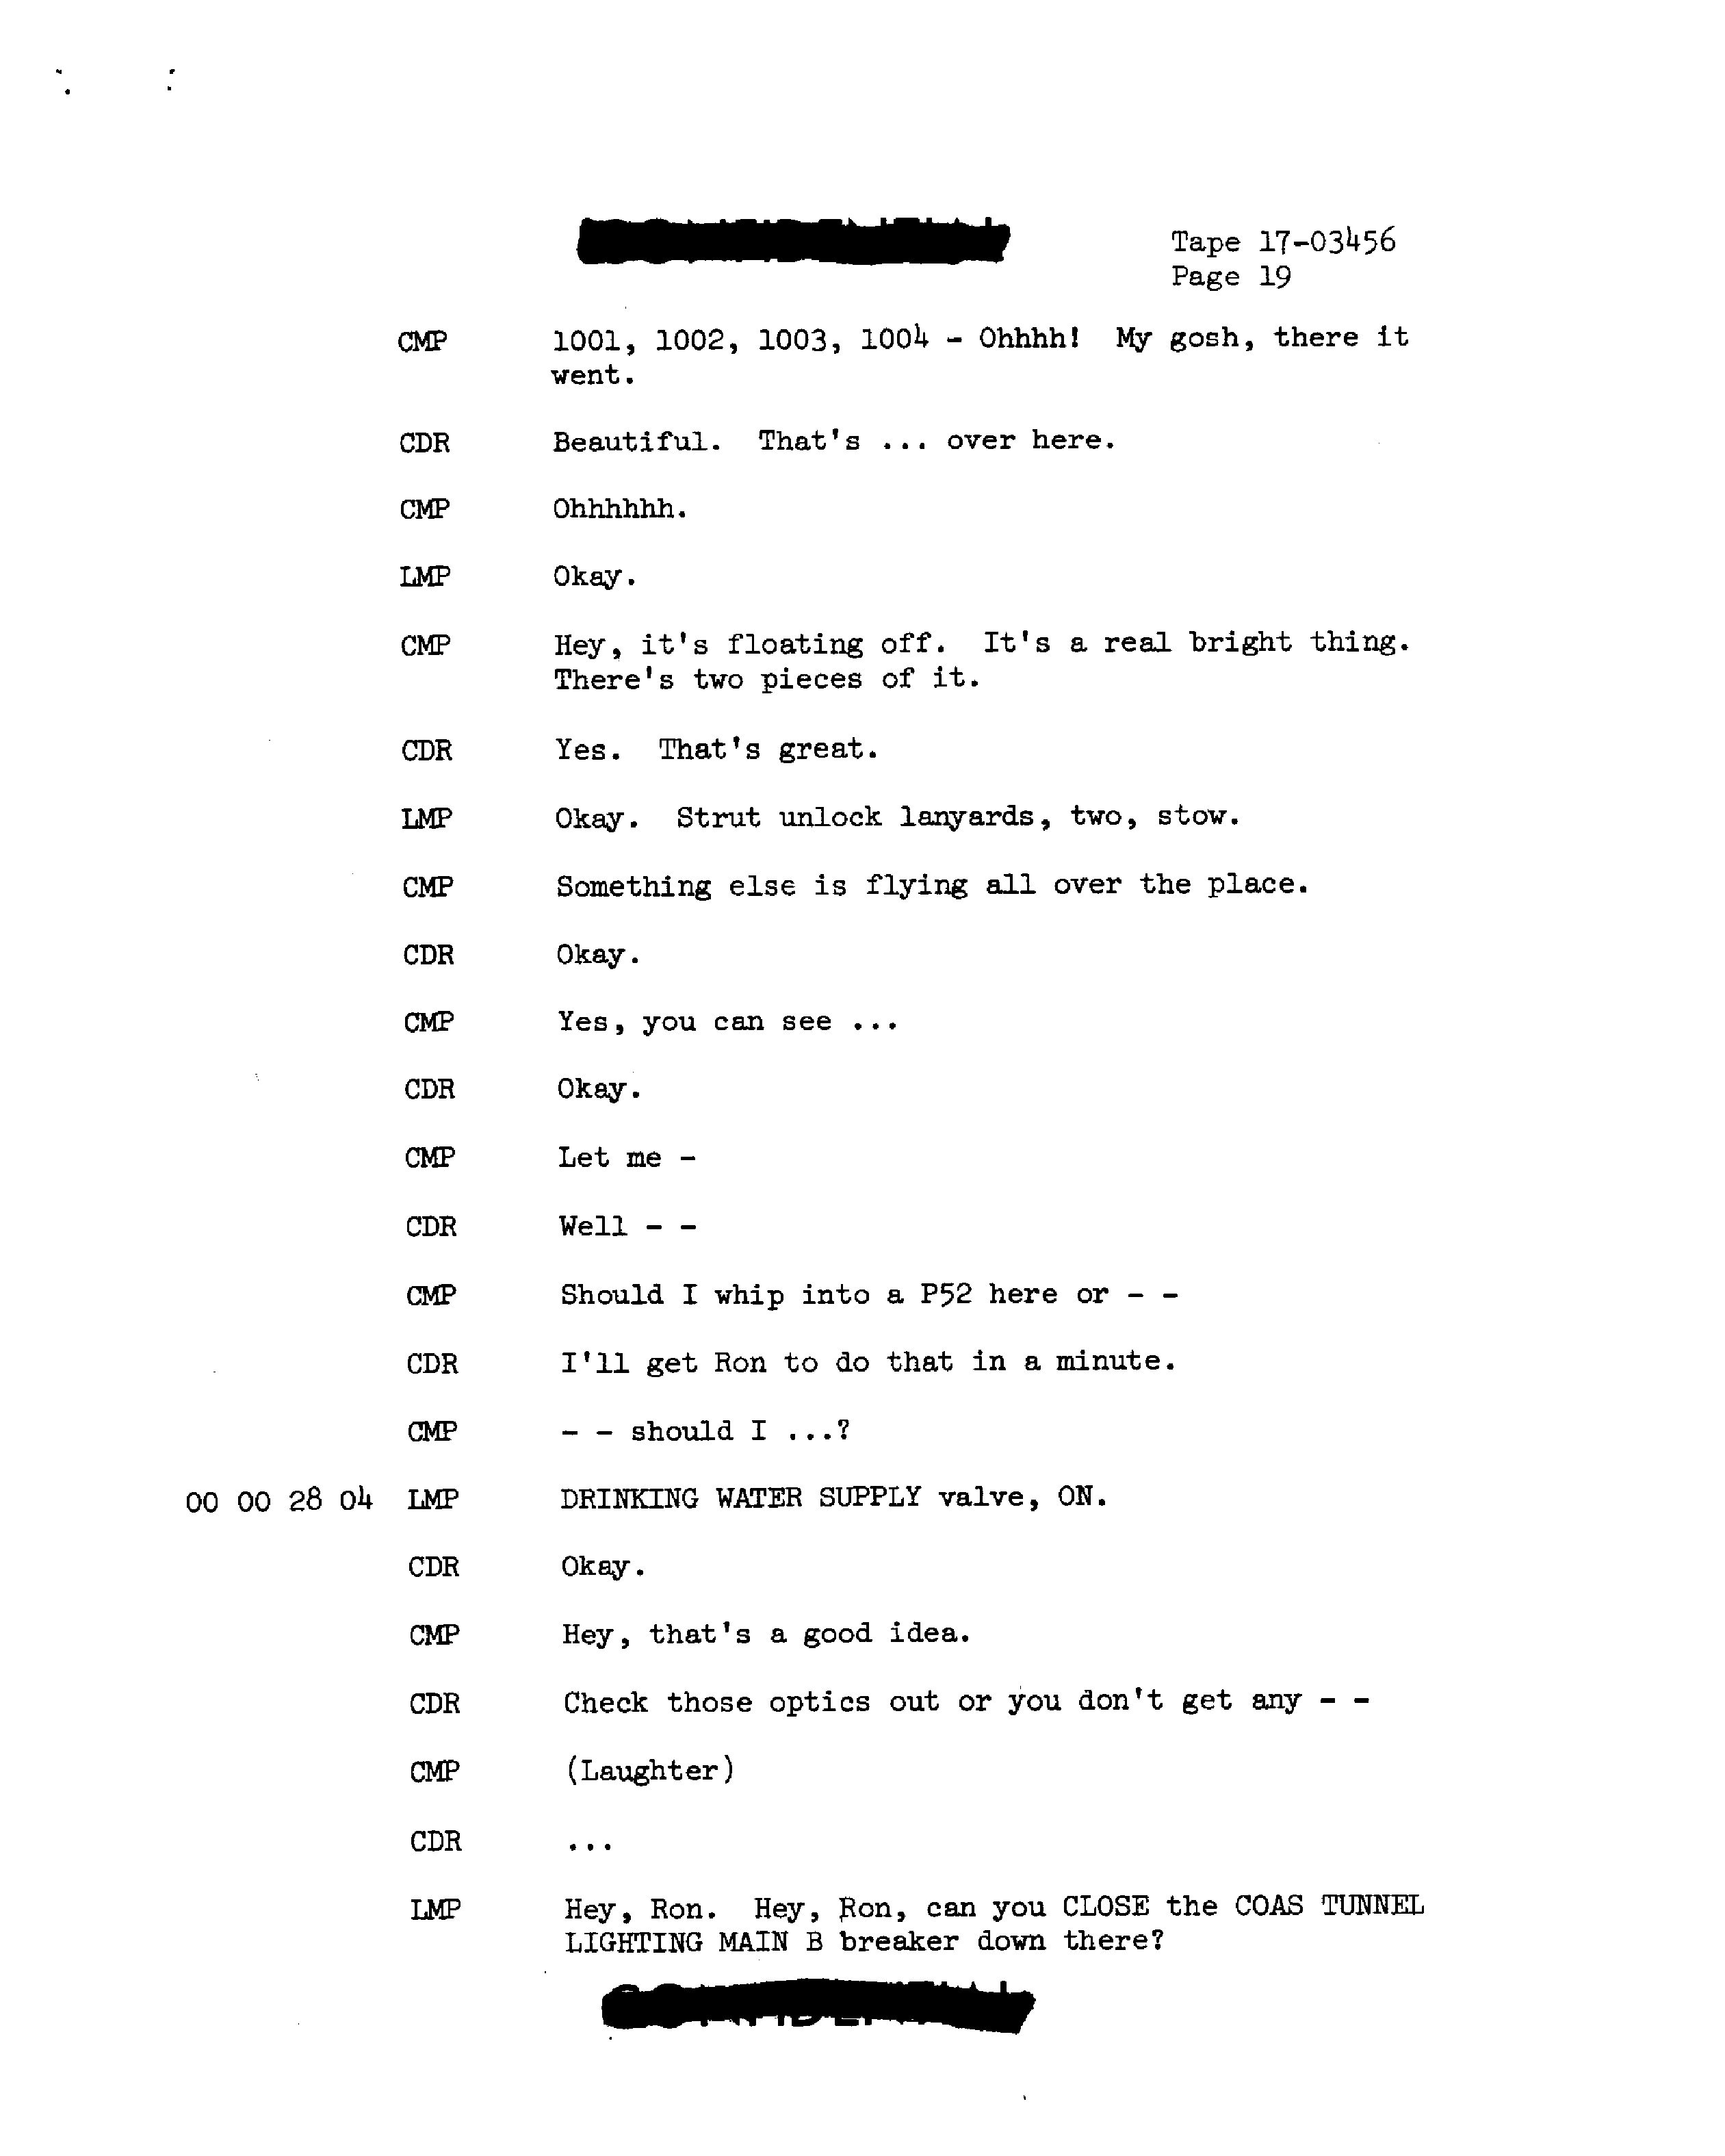 Tape 17-03456
Page 19
CMP 1001, 1002, 1003, 1004 - Ohhhh! My gosh, there it
went.
CDR Beautiful. That's ... over here.
CMP Ohhhhhh.
LMP Okay.
CMP Hey, it's floating off. It's a real bright thing.
There's two pieces of it.
CDR Yes. That's great.
LMP Okay. Strut unlock lanyards, two, stow.
CMP Something else is flying all over the place.
CDR Okay.
CMP Yes, you can see ...
CDR Okay.
CMP Let me -
CDR Well - -
CMP Should I whip into a P52 here or - -
CDR I'll get Ron to do that in a minute.
CMP - - should I ...?
00 00 28 04 LMP DRINKING WATER SUPPLY valve, ON.
CDR Okay.
CMP Hey, that's a good idea.
CDR Check those optics out or you don't get any - -
CMP (Laughter)
CDR ...
LMP Hey, Ron. Hey, Ron, can you CLOSE the COAS TUNNEL
LIGHTING MAIN B breaker down there?